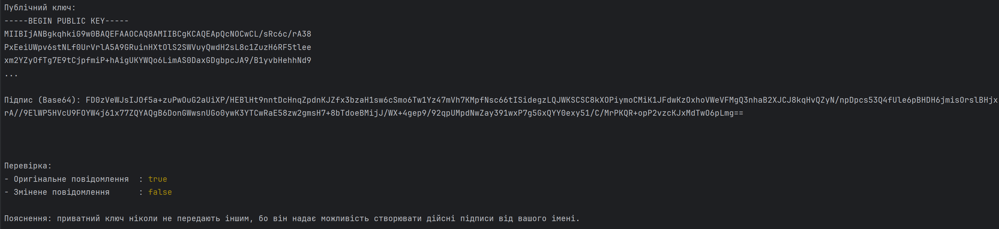 Публічний ключ:
-----BEGIN PUBLIC KEY-----
MIIBIjANBgkqhkiG9w0BAQEFAAOCAQ8AMIIBCgKCAQEApQcNOCwCL/sRc6c/rA38
PxEeiUWpv6stNLf0UrVrlA5A9GRuinHXtOlS2SWVuyQwdH2sL8c1ZuzH6RF5tlee
xm2YZyOfTg7E9tCjpfmiP+hAigUKYWQo6LimAS0DaxGDgbpcJA9/B1yvbHehhNd9
...
Підпис (Base64): FD0zVeWJsIJOf5a+zuPwOuG2aUiXP/HEBlHt9nntDcHnqZpdnKJZfx3bzaH1sw6cSmo6Tw1Yz47mVh7KMpfNsc66tISidegzLQJWKSCSC8kXOPiymoCMiK1JFdwKzOxhoVWeVFMgQ3nhaB2XJCJ8kqHvQZyN/npDpcs53Q4fUle6pBHDH6jmisOrslBHjx
rA//9ElWP5HVcU9FOYW4j61x77ZQYAQgB6DonGWwsnUGo0ywK3YTCwRaE58zw2gmsH7+8bTdoeBMijJ/WX+4gep9/92qpUMpdNwZay391wxP7g5GxQYY0exy51/C/MrPKQR+opP2vzcKJxMdTwO6pLmg==
Перевірка:
- Оригінальне повідомлення  : true
- Змінене повідомлення      : false
Пояснення: приватний ключ ніколи не передають іншим, бо він надає можливість створювати дійсні підписи від вашого імені.